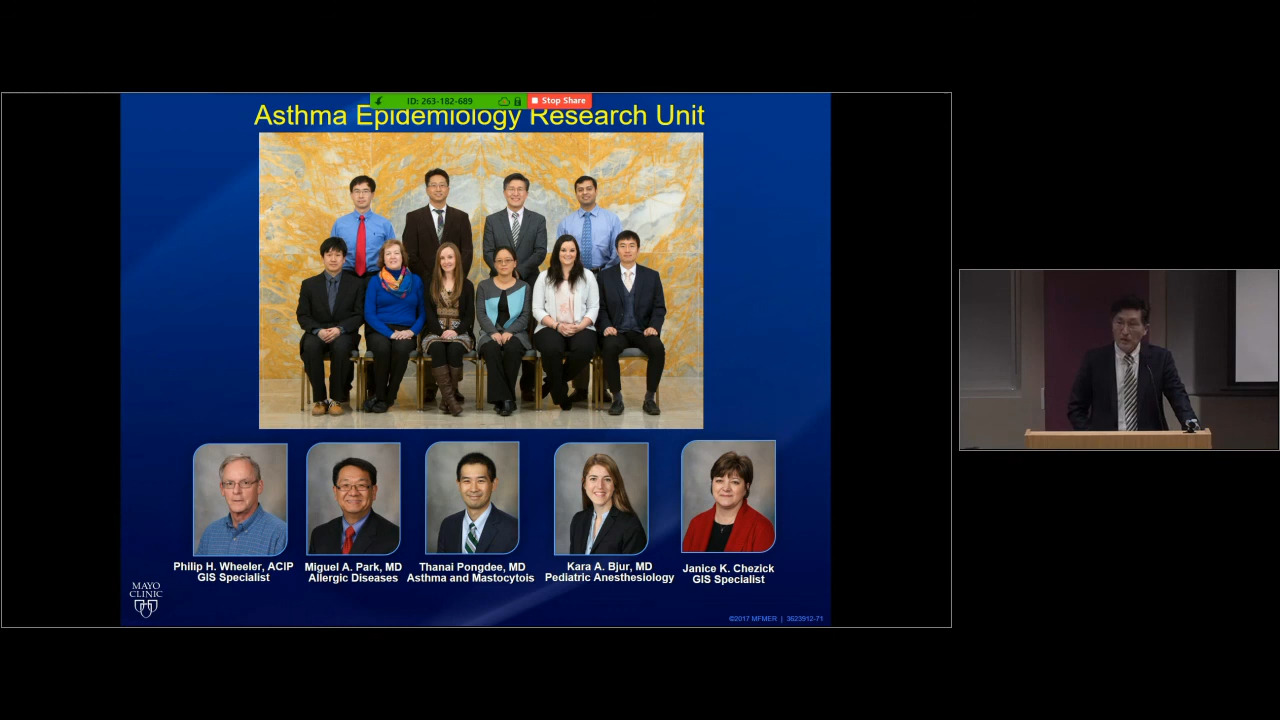 ID: 263-182-689
Stop Share
Asthma Epidemiology Research Unit
Philip H. Wheeler, ACIP
GIS Specialist
Miguel A. Park, MD
Allergic Diseases
Thanai Pongdee, MD
Asthma and Mastocytois
Kara A. Bjur, MD
Pediatric Anesthesiology
Janice K. Chezick
GIS Specialist
MAYO
CLINIC
©2017 MFMER | 3623912-71